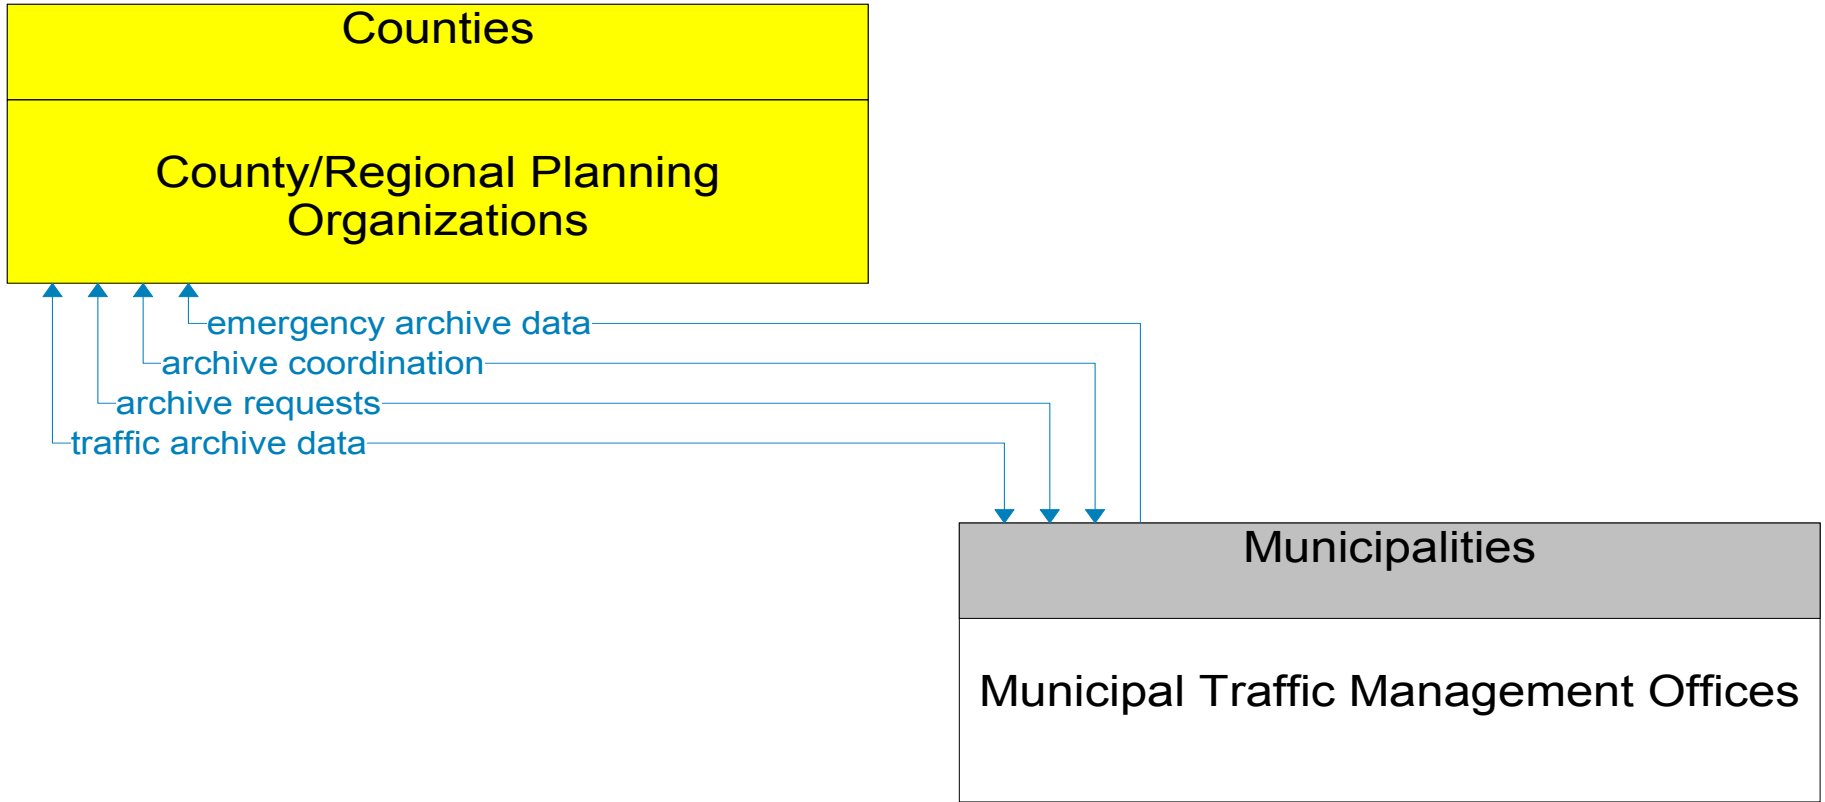 Counties
County/Regional Planning
Organizations
emergency archive data
archive coordination
archive requests
traffic archive data
Municipalities
Municipal Traffic Management Offices